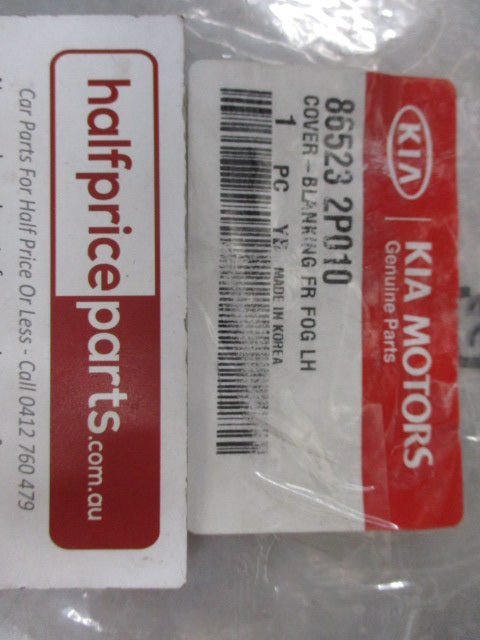 KIA
KIA MOTORS
Genuine Parts
86523 2P010
COVER-BLANKING FR FOG LH
1 PC MADE IN KOREA
halfpriceparts.com.au
Car Parts For Half Price Or Less - Call 0412 760 479